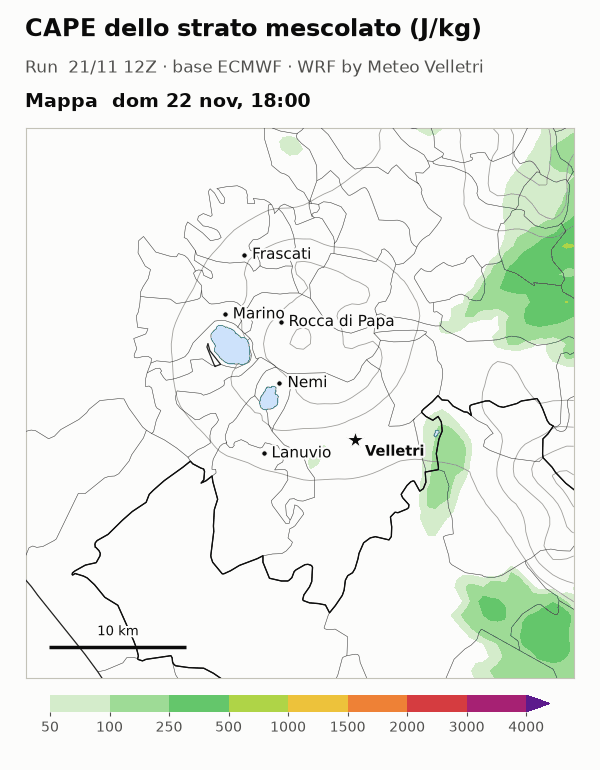 CAPE dello strato mescolato (J/kg)
Run  21/11 12Z · base ECMWF · WRF by Meteo Velletri
Mappa  dom 22 nov, 18:00
Frascati
Marino
Rocca di Papa
Nemi
Velletri
Lanuvio
10 km
50 100 250 500 1000 1500 2000 3000 4000